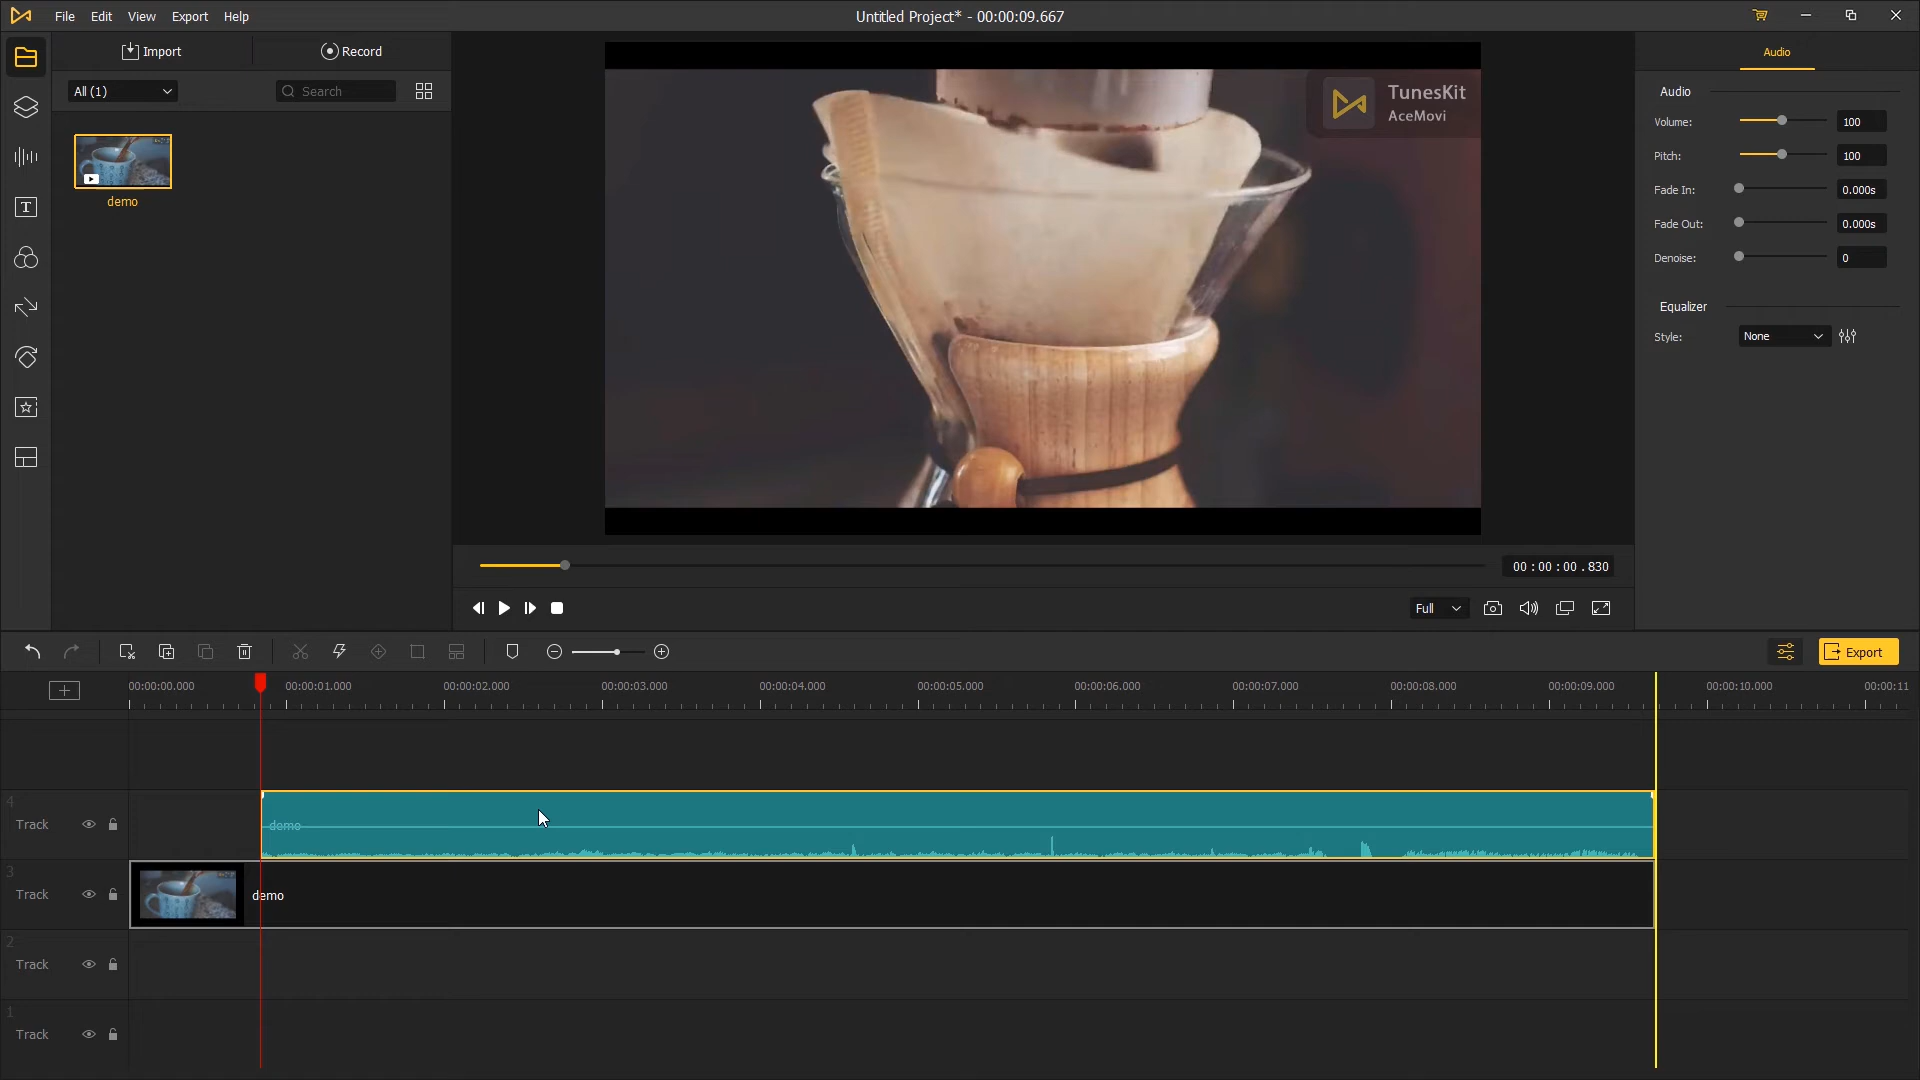 File Edit View Export Help
Untitled Project* - 00:00:09.667
Import
Record
All (1)
Search
demo
TunesKit
AceMovi
Audio
Audio
Volume: 100
Pitch: 100
Fade In: 0.000s
Fade Out: 0.000s
Denoise: 0
Equalizer
Style: None
00 : 00 : 00 .830
Full
Export
00:00:00.000 00:00:01.000 00:00:02.000 00:00:03.000 00:00:04.000 00:00:05.000 00:00:06.000 00:00:07.000 00:00:08.000 00:00:09.000 00:00:10.000 00:00:11
4
Track
demo
3
Track
demo
2
Track
1
Track